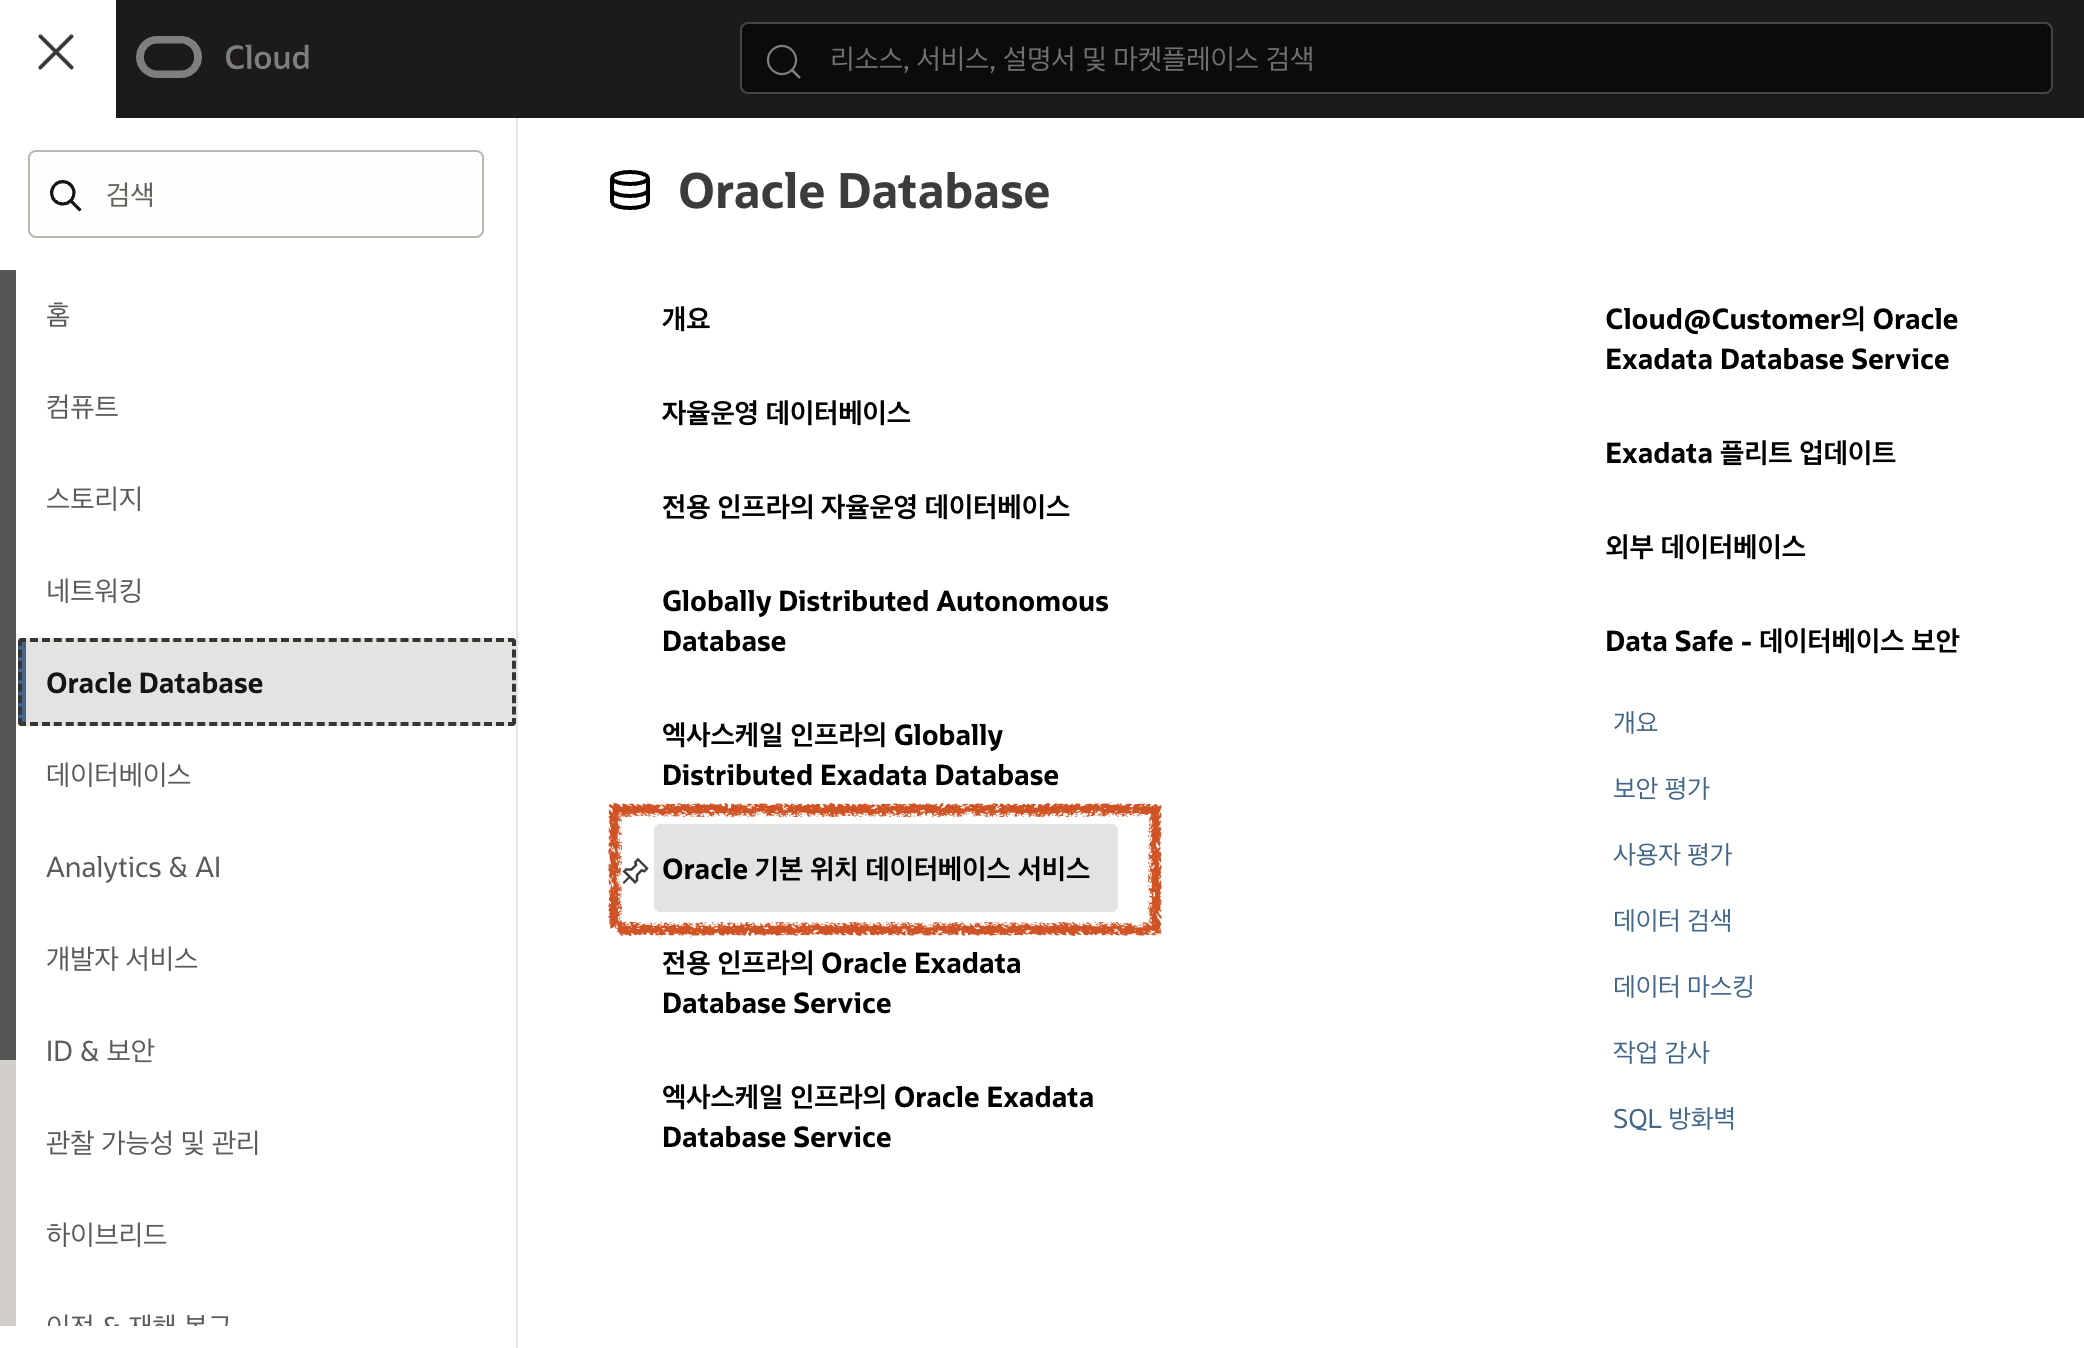 Cloud
리소스, 서비스, 설명서 및 마켓플레이스 검색
검색
홈
컴퓨트
스토리지
네트워킹
Oracle Database
데이터베이스
Analytics & AI
개발자 서비스
ID & 보안
관찰 가능성 및 관리
하이브리드
이전 & 재해 복구
Oracle Database
개요
자율운영 데이터베이스
전용 인프라의 자율운영 데이터베이스
Globally Distributed Autonomous
Database
엑사스케일 인프라의 Globally
Distributed Exadata Database
Oracle 기본 위치 데이터베이스 서비스
전용 인프라의 Oracle Exadata
Database Service
엑사스케일 인프라의 Oracle Exadata
Database Service
Cloud@Customer의 Oracle
Exadata Database Service
Exadata 플리트 업데이트
외부 데이터베이스
Data Safe - 데이터베이스 보안
개요
보안 평가
사용자 평가
데이터 검색
데이터 마스킹
작업 감사
SQL 방화벽